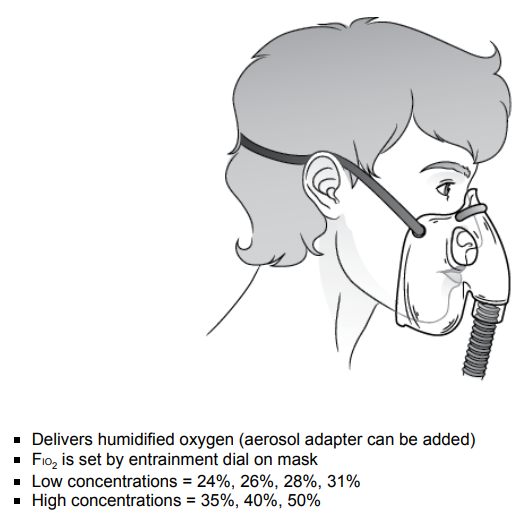 ▪ Delivers humidified oxygen (aerosol adapter can be added)
▪ FIO₂ is set by entrainment dial on mask
▪ Low concentrations = 24%, 26%, 28%, 31%
▪ High concentrations = 35%, 40%, 50%